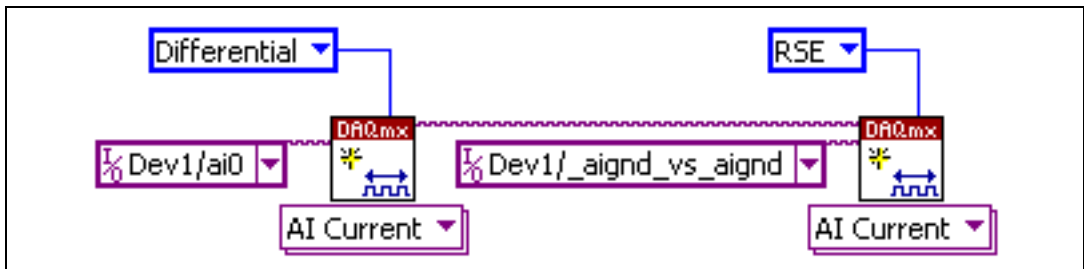 Differential
RSE
DAQmx
DAQmx
I/O Dev1/ai0
I/O Dev1/_aignd_vs_aignd
AI Current
AI Current